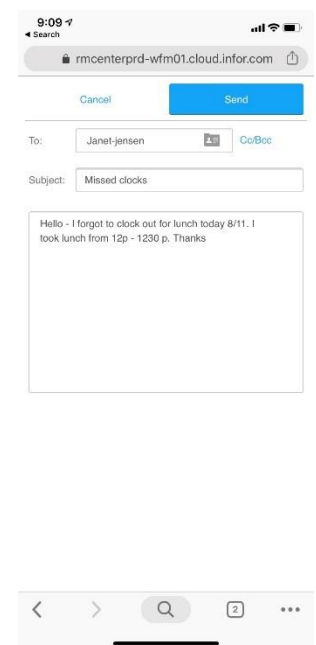 9:09
Search
rmcenterprd-wfm01.cloud.infor.com
Cancel
Send
To:
Janet-jensen
Cc/Bcc
Subject:
Missed clocks
Hello - I forgot to clock out for lunch today 8/11. I
took lunch from 12p - 1230 p. Thanks
2